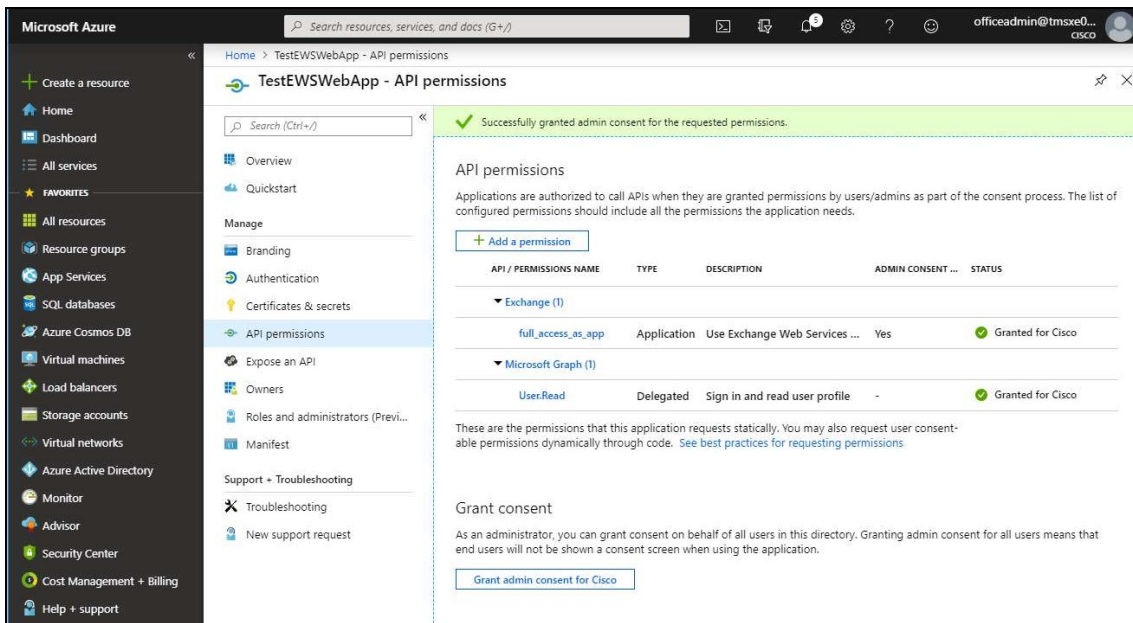 Microsoft Azure
Search resources, services, and docs (G+/)
5
officeadmin@tmsxe0...
CISCO
Create a resource
Home
Dashboard
All services
FAVORITES
All resources
Resource groups
App Services
SQL databases
Azure Cosmos DB
Virtual machines
Load balancers
Storage accounts
Virtual networks
Azure Active Directory
Monitor
Advisor
Security Center
Cost Management + Billing
Help + support
Home > TestEWSWebApp - API permissions
TestEWSWebApp - API permissions
Search (Ctrl+/)
Overview
Quickstart
Manage
Branding
Authentication
Certificates & secrets
API permissions
Expose an API
Owners
Roles and administrators (Previ...
Manifest
Support + Troubleshooting
Troubleshooting
New support request
Successfully granted admin consent for the requested permissions.
API permissions
Applications are authorized to call APIs when they are granted permissions by users/admins as part of the consent process. The list of
configured permissions should include all the permissions the application needs.
+ Add a permission
API / PERMISSIONS NAME TYPE DESCRIPTION ADMIN CONSENT ... STATUS
Exchange (1)
full_access_as_app Application Use Exchange Web Services ... Yes Granted for Cisco
Microsoft Graph (1)
User.Read Delegated Sign in and read user profile - Granted for Cisco
These are the permissions that this application requests statically. You may also request user consent-
able permissions dynamically through code. See best practices for requesting permissions
Grant consent
As an administrator, you can grant consent on behalf of all users in this directory. Granting admin consent for all users means that
end users will not be shown a consent screen when using the application.
Grant admin consent for Cisco